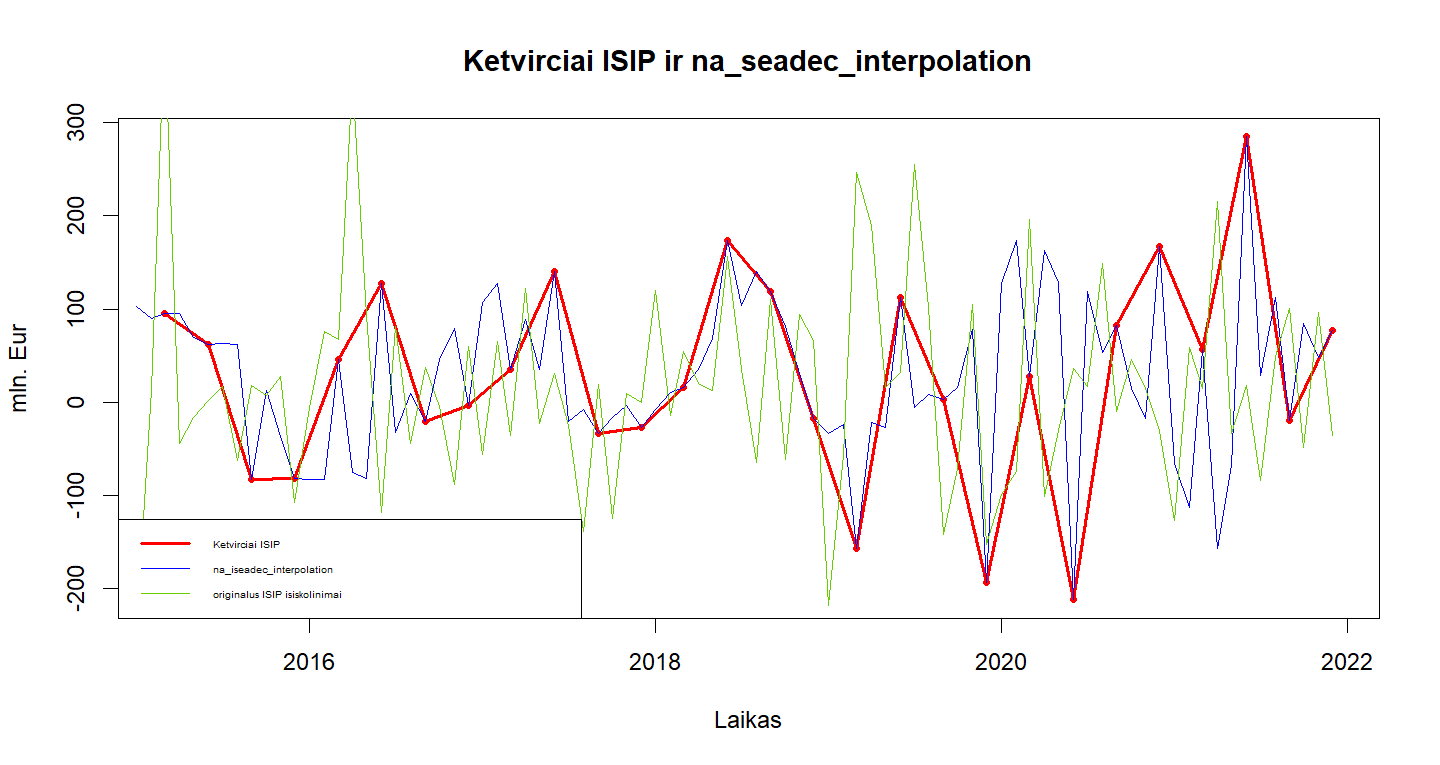 Ketvirciai ISIP ir na_seadec_interpolation
mln. Eur
300
200
100
0
-100
-200
Ketvirciai ISIP
na_iseadec_interpolation
originalus ISIP isiskolinimai
2016
2018
2020
2022
Laikas